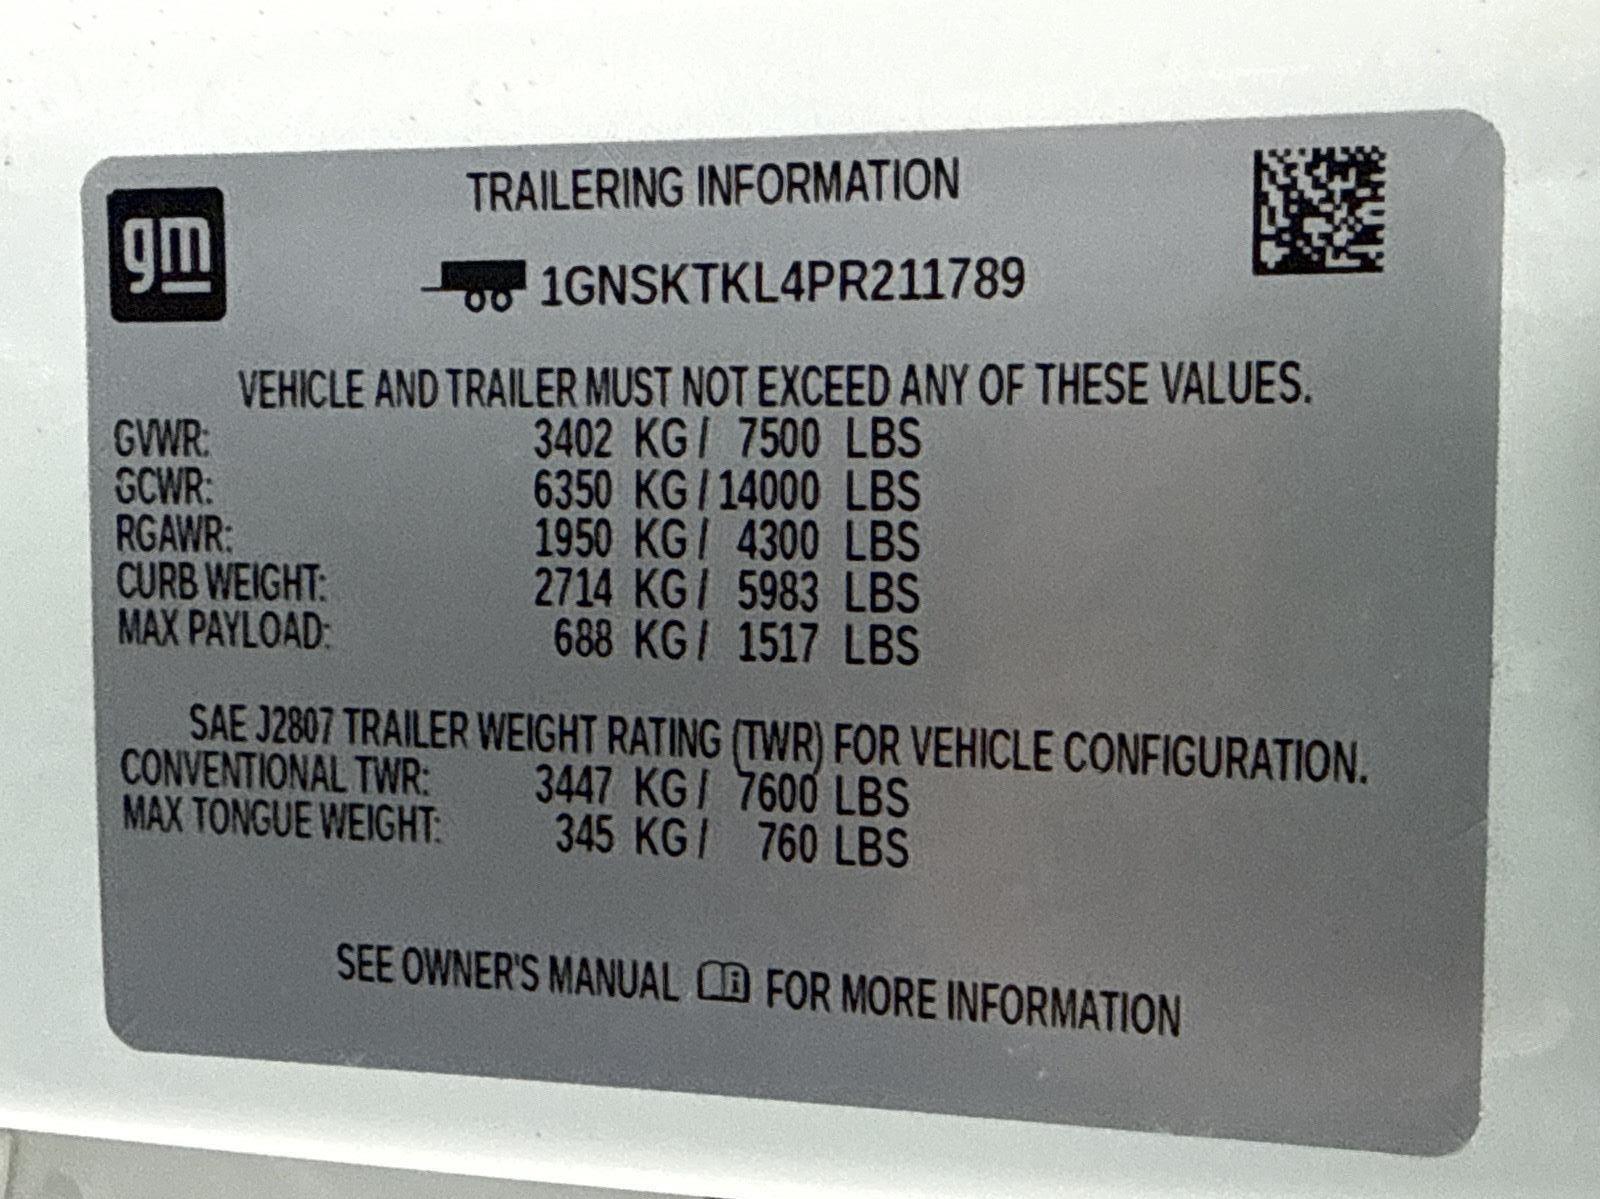 gm
TRAILERING INFORMATION
1GNSKTKL4PR211789
VEHICLE AND TRAILER MUST NOT EXCEED ANY OF THESE VALUES.
GVWR: 3402 KG / 7500 LBS
GCWR: 6350 KG / 14000 LBS
RGAWR: 1950 KG / 4300 LBS
CURB WEIGHT: 2714 KG / 5983 LBS
MAX PAYLOAD: 688 KG / 1517 LBS
SAE J2807 TRAILER WEIGHT RATING (TWR) FOR VEHICLE CONFIGURATION.
CONVENTIONAL TWR: 3447 KG / 7600 LBS
MAX TONGUE WEIGHT: 345 KG / 760 LBS
SEE OWNER'S MANUAL FOR MORE INFORMATION